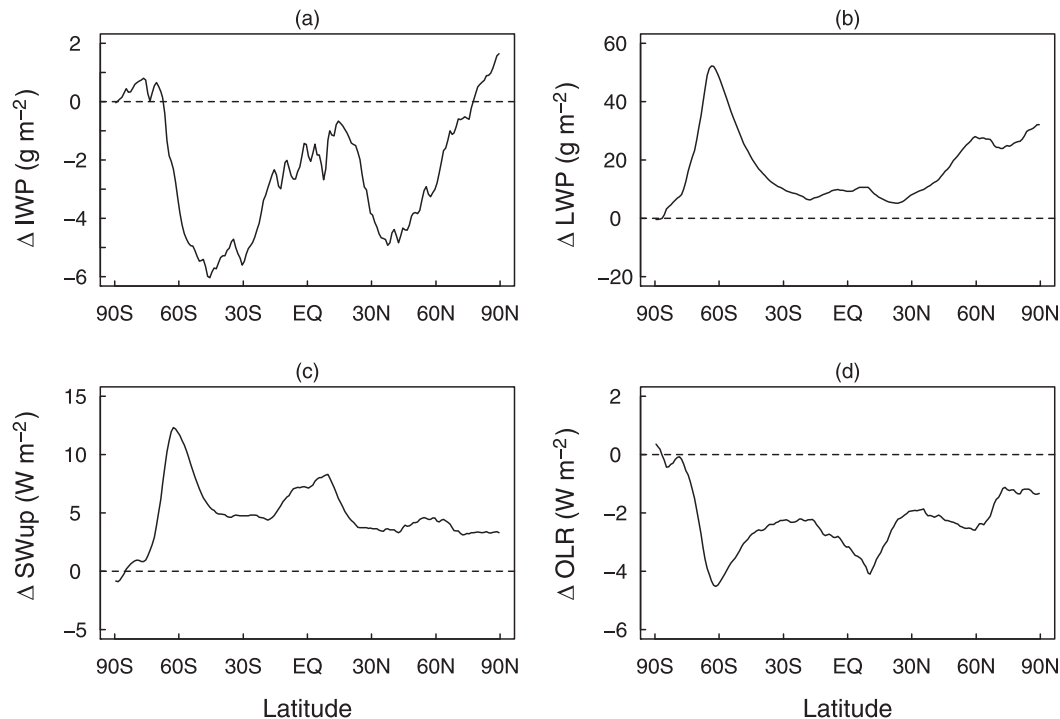 (a)
Δ IWP (g m−2)
2
0
−2
−4
−6
90S 60S 30S EQ 30N 60N 90N
(b)
Δ LWP (g m−2)
60
40
20
0
−20
90S 60S 30S EQ 30N 60N 90N
(c)
Δ SWup (W m−2)
15
10
5
0
−5
90S 60S 30S EQ 30N 60N 90N
Latitude
(d)
Δ OLR (W m−2)
2
0
−2
−4
−6
90S 60S 30S EQ 30N 60N 90N
Latitude